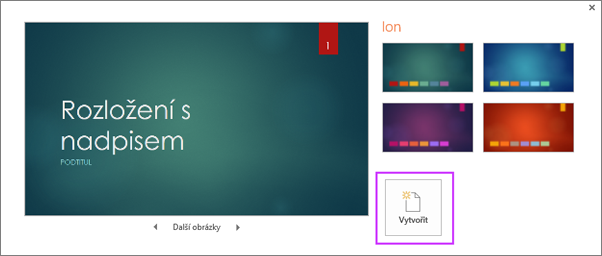 1
Rozložení s
nadpisem
PODTITUL
Další obrázky
Ion
Vytvořit